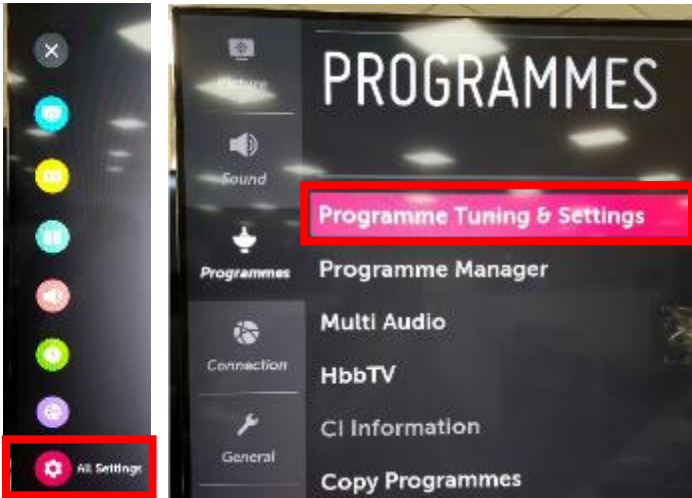 All Settings
Picture
PROGRAMMES
Sound
Programme Tuning & Settings
Programmes
Programme Manager
Multi Audio
Connection
HbbTV
CI Information
General
Copy Programmes